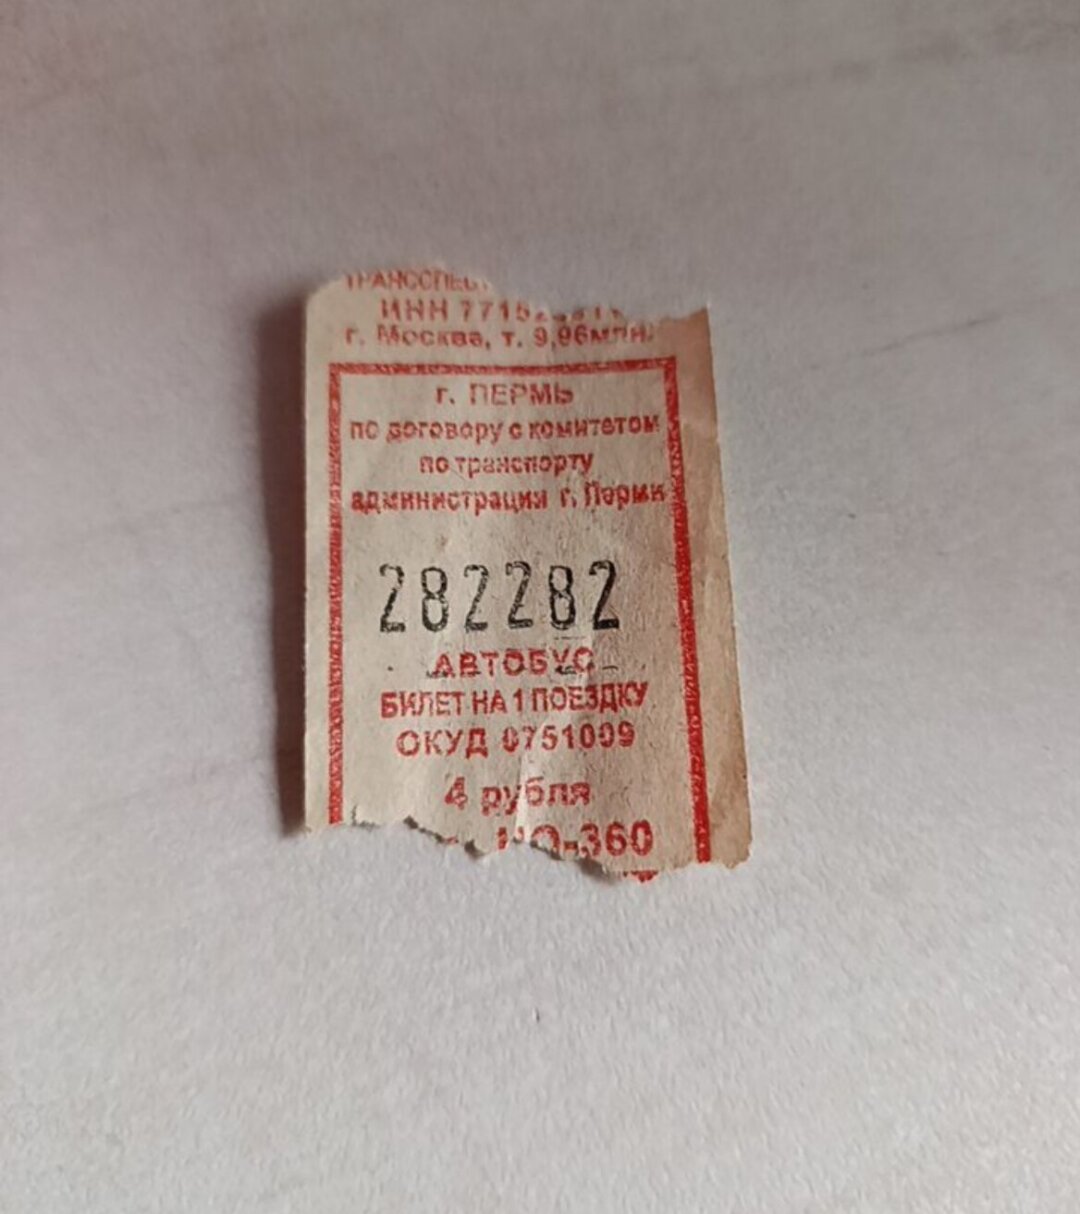 ИНН
г. Москва, т. 9,96млн.
г. ПЕРМЬ
по договору с комитетом
по транспорту
администрация г. Перми
282282
АВТОБУС
БИЛЕТ НА 1 ПОЕЗДКУ
ОКУД 0751009
4 рубля